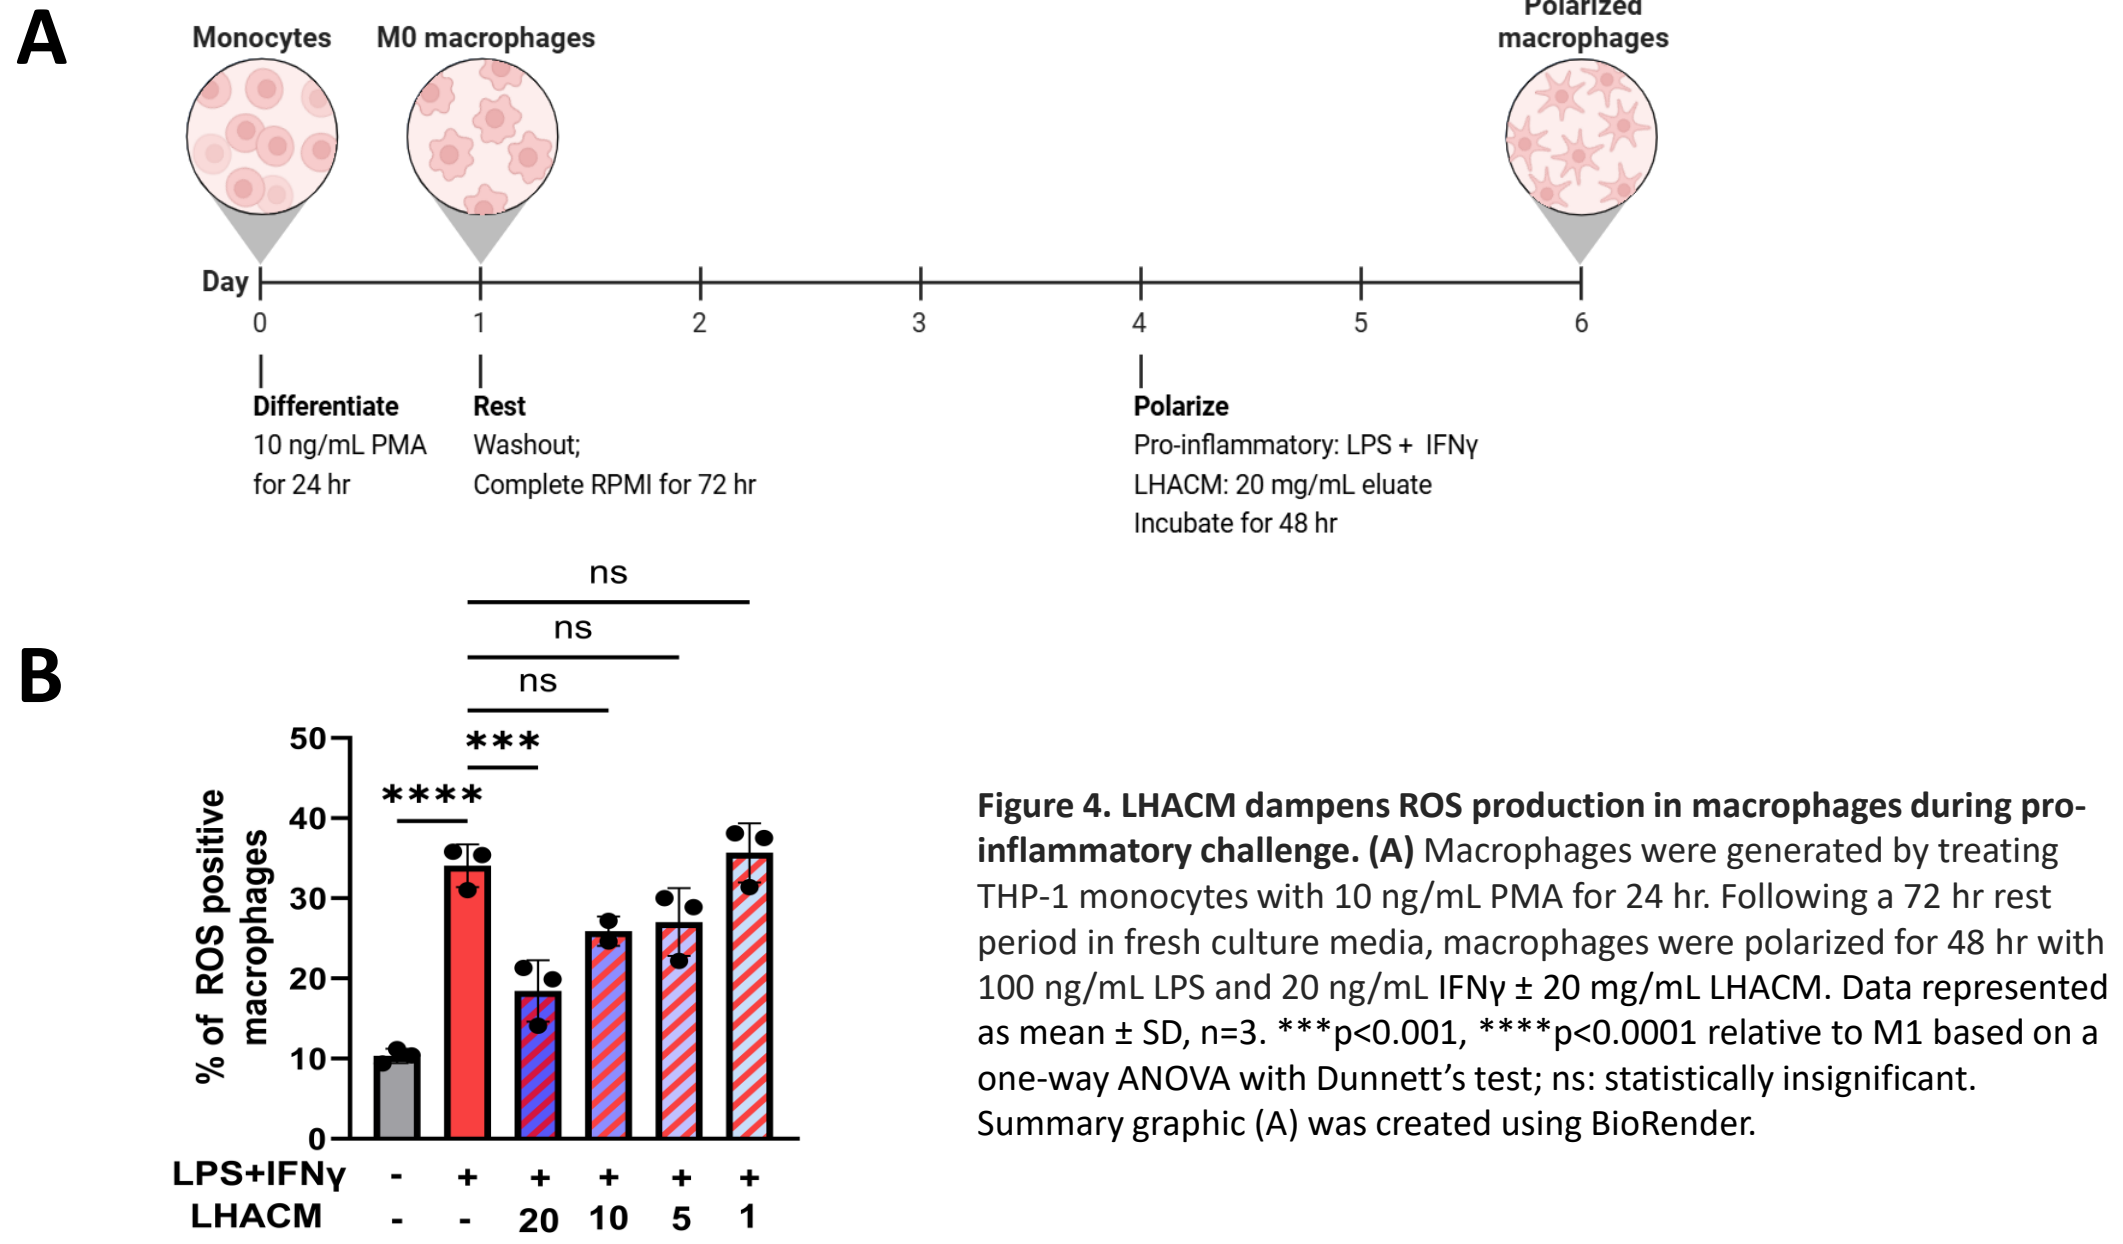 A
Monocytes
M0 macrophages
Polarized
macrophages
Day
0 1 2 3 4 5 6
Differentiate
10 ng/mL PMA
for 24 hr
Rest
Washout;
Complete RPMI for 72 hr
Polarize
Pro-inflammatory: LPS + IFNγ
LHACM: 20 mg/mL eluate
Incubate for 48 hr
B
ns
ns
ns
***
****
% of ROS positive
macrophages
50
40
30
20
10
0
LPS+IFNγ - + + + + +
LHACM - - 20 10 5 1
Figure 4. LHACM dampens ROS production in macrophages during pro-
inflammatory challenge. (A) Macrophages were generated by treating
THP-1 monocytes with 10 ng/mL PMA for 24 hr. Following a 72 hr rest
period in fresh culture media, macrophages were polarized for 48 hr with
100 ng/mL LPS and 20 ng/mL IFNγ ± 20 mg/mL LHACM. Data represented
as mean ± SD, n=3. ***p<0.001, ****p<0.0001 relative to M1 based on a
one-way ANOVA with Dunnett’s test; ns: statistically insignificant.
Summary graphic (A) was created using BioRender.